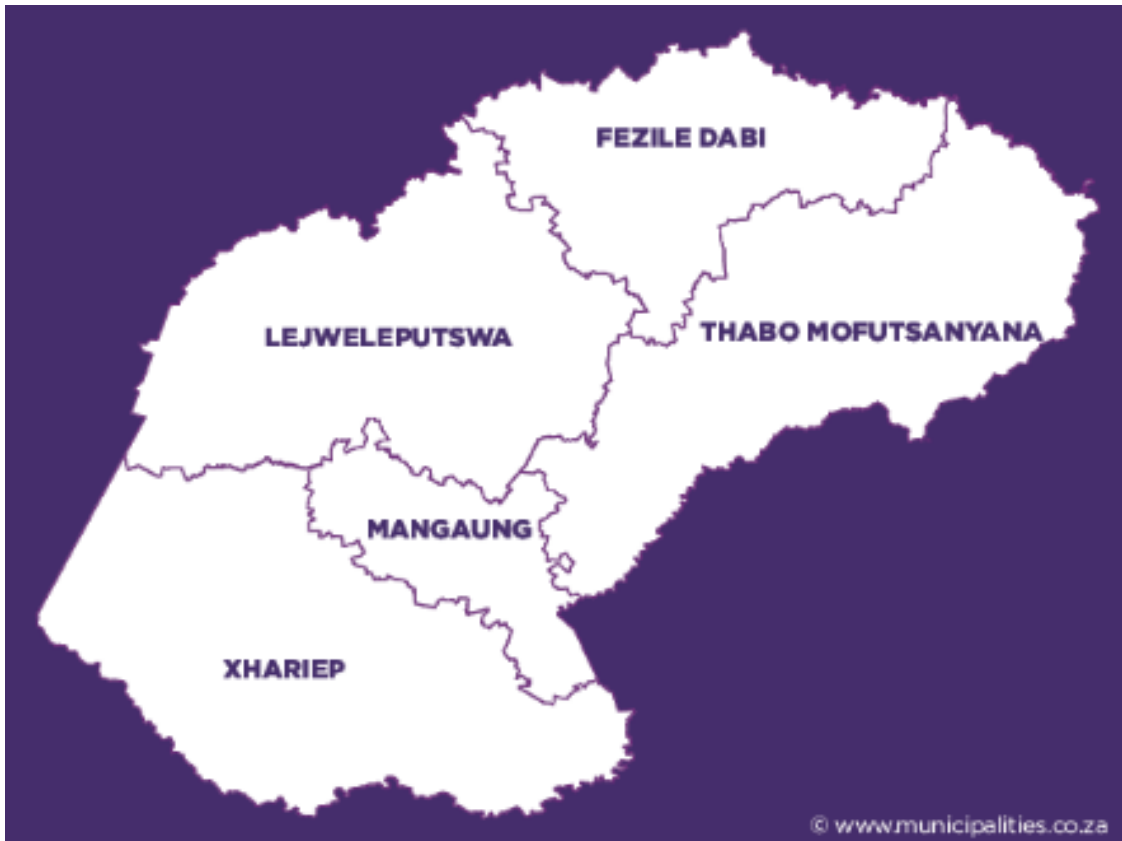 FEZILE DABI
LEJWELEPUTSWA
THABO MOFUTSANYANA
MANGAUNG
XHARIEP
© www.municipalities.co.za